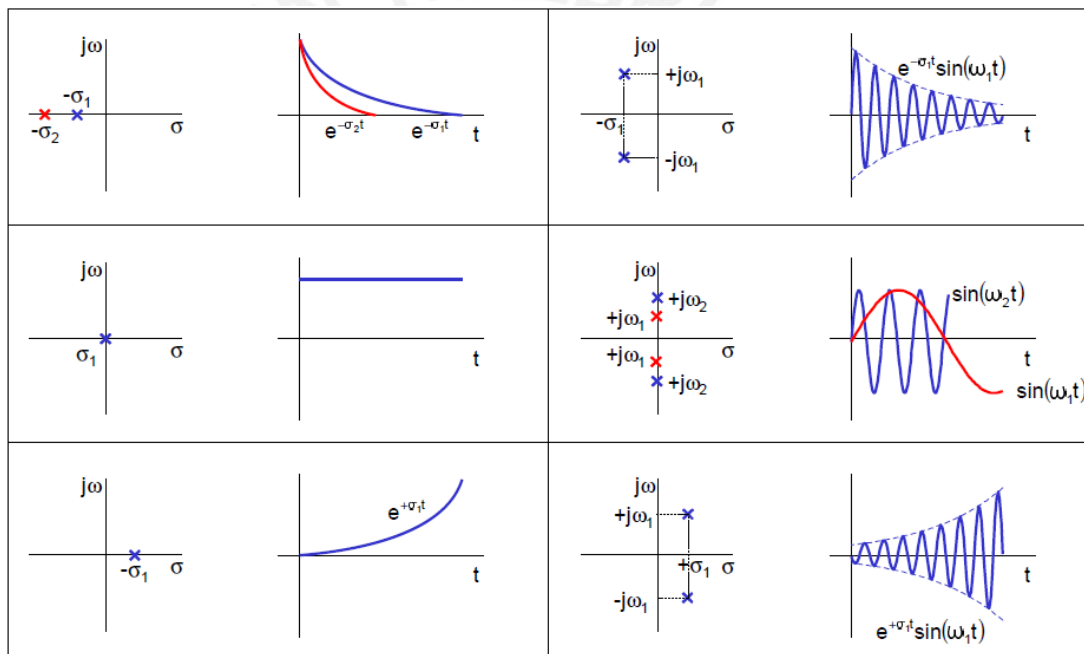 jω
-σ₁
-σ₂
σ
e^{-σ₂t}
e^{-σ₁t}
t
jω
+jω₁
-σ₁
σ
-jω₁
e^{-σ₁t}sin(ω₁t)
t
jω
σ₁
σ
t
jω
+jω₂
+jω₁
σ
+jω₁
+jω₂
sin(ω₂t)
t
sin(ω₁t)
jω
-σ₁
σ
e^{+σ₁t}
t
jω
+jω₁
+σ₁
σ
-jω₁
t
e^{+σ₁t}sin(ω₁t)